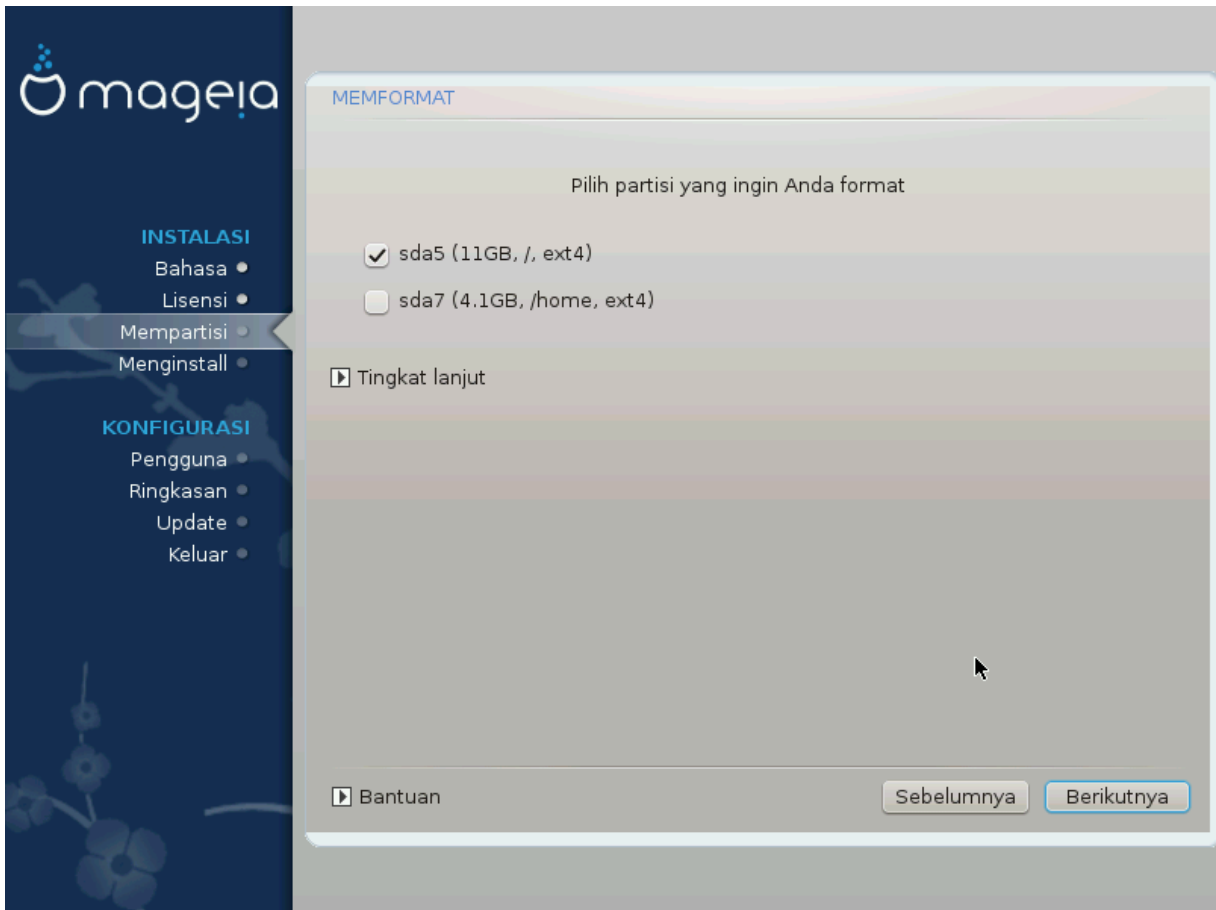 mageia
INSTALASI
Bahasa
Lisensi
Mempartisi
Menginstall
KONFIGURASI
Pengguna
Ringkasan
Update
Keluar
MEMFORMAT
Pilih partisi yang ingin Anda format
sda5 (11GB, /, ext4)
sda7 (4.1GB, /home, ext4)
Tingkat lanjut
Bantuan
Sebelumnya
Berikutnya